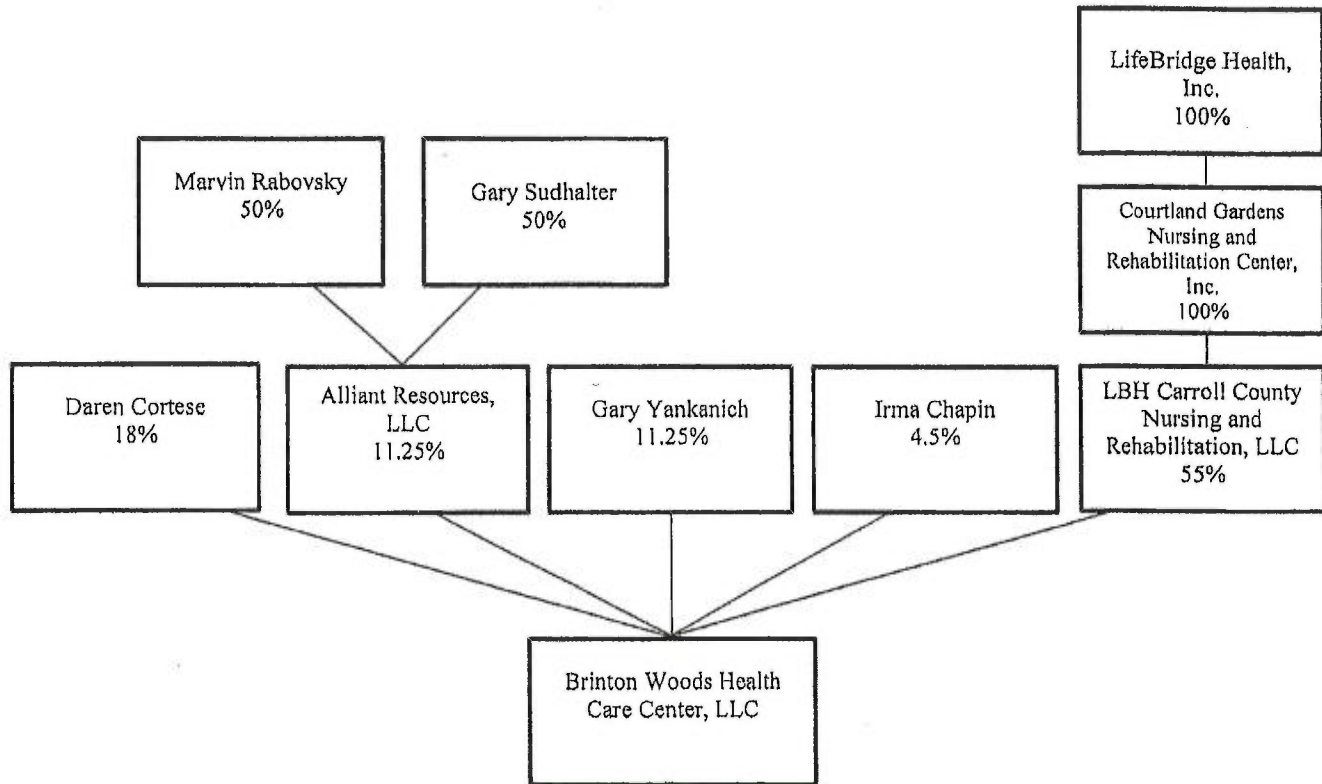 LifeBridge Health,
Inc.
100%
Marvin Rabovsky
50%
Gary Sudhalter
50%
Courtland Gardens
Nursing and
Rehabilitation Center,
Inc.
100%
Daren Cortese
18%
Alliant Resources,
LLC
11.25%
Gary Yankanich
11.25%
Irma Chapin
4.5%
LBH Carroll County
Nursing and
Rehabilitation, LLC
55%
Brinton Woods Health
Care Center, LLC